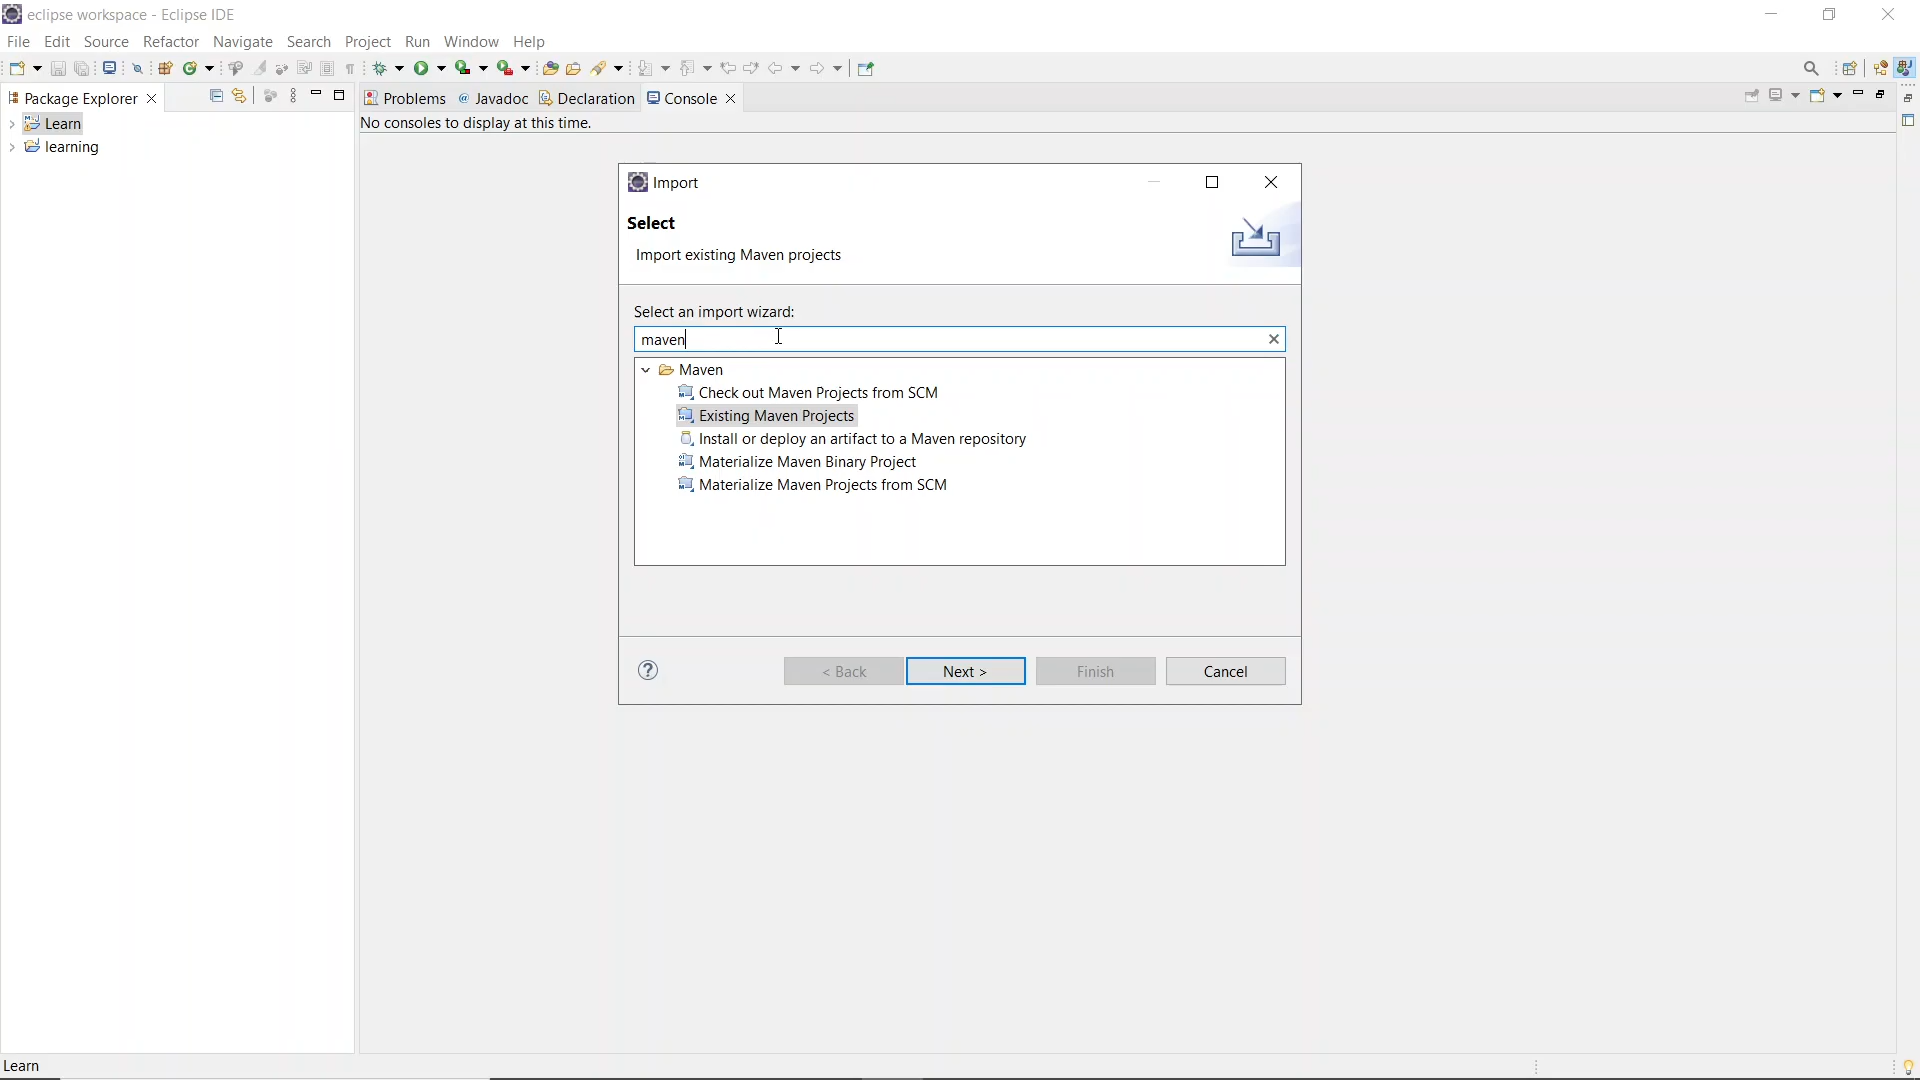 eclipse workspace - Eclipse IDE
File Edit Source Refactor Navigate Search Project Run Window Help
Package Explorer
Problems @ Javadoc Declaration Console
No consoles to display at this time.
Learn
learning
Import
Select
Import existing Maven projects
Select an import wizard:
maven
Maven
Check out Maven Projects from SCM
Existing Maven Projects
Install or deploy an artifact to a Maven repository
Materialize Maven Binary Project
Materialize Maven Projects from SCM
< Back Next > Finish Cancel
Learn